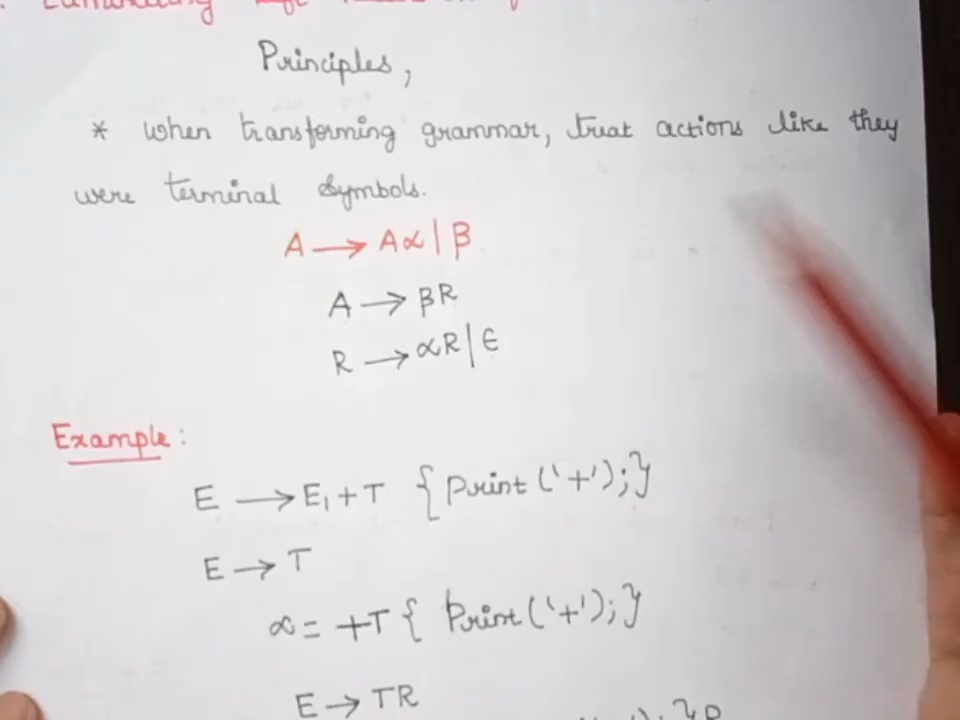 Principles,
* when transforming grammar, treat actions like they
were terminal symbols.
A → Aα | β
A → βR
R → αR | ϵ
Example:
E → E₁ + T { Print ('+'); }
E → T
α = +T { Print ('+'); }
E → TR